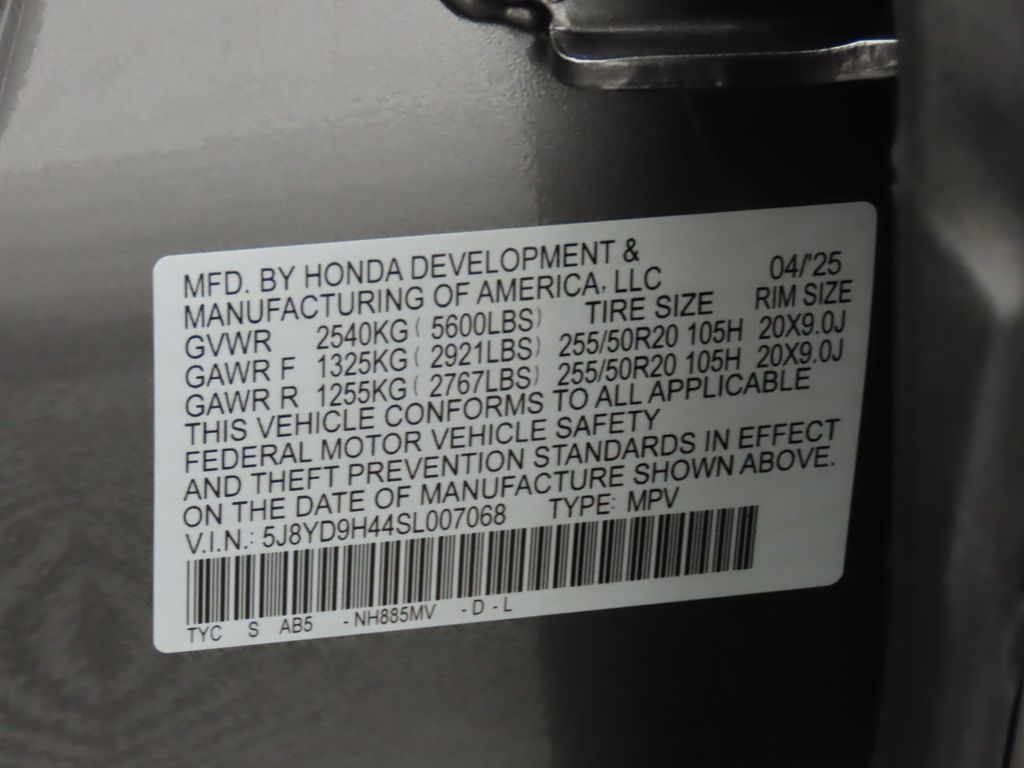 MFD. BY HONDA DEVELOPMENT &
MANUFACTURING OF AMERICA, LLC 04/'25
GVWR 2540KG ( 5600LBS) TIRE SIZE RIM SIZE
GAWR F 1325KG ( 2921LBS) 255/50R20 105H 20X9.0J
GAWR R 1255KG ( 2767LBS) 255/50R20 105H 20X9.0J
THIS VEHICLE CONFORMS TO ALL APPLICABLE
FEDERAL MOTOR VEHICLE SAFETY
AND THEFT PREVENTION STANDARDS IN EFFECT
ON THE DATE OF MANUFACTURE SHOWN ABOVE.
V.I.N.: 5J8YD9H44SL007068 TYPE: MPV
TYC S AB5 -NH885MV -D-L